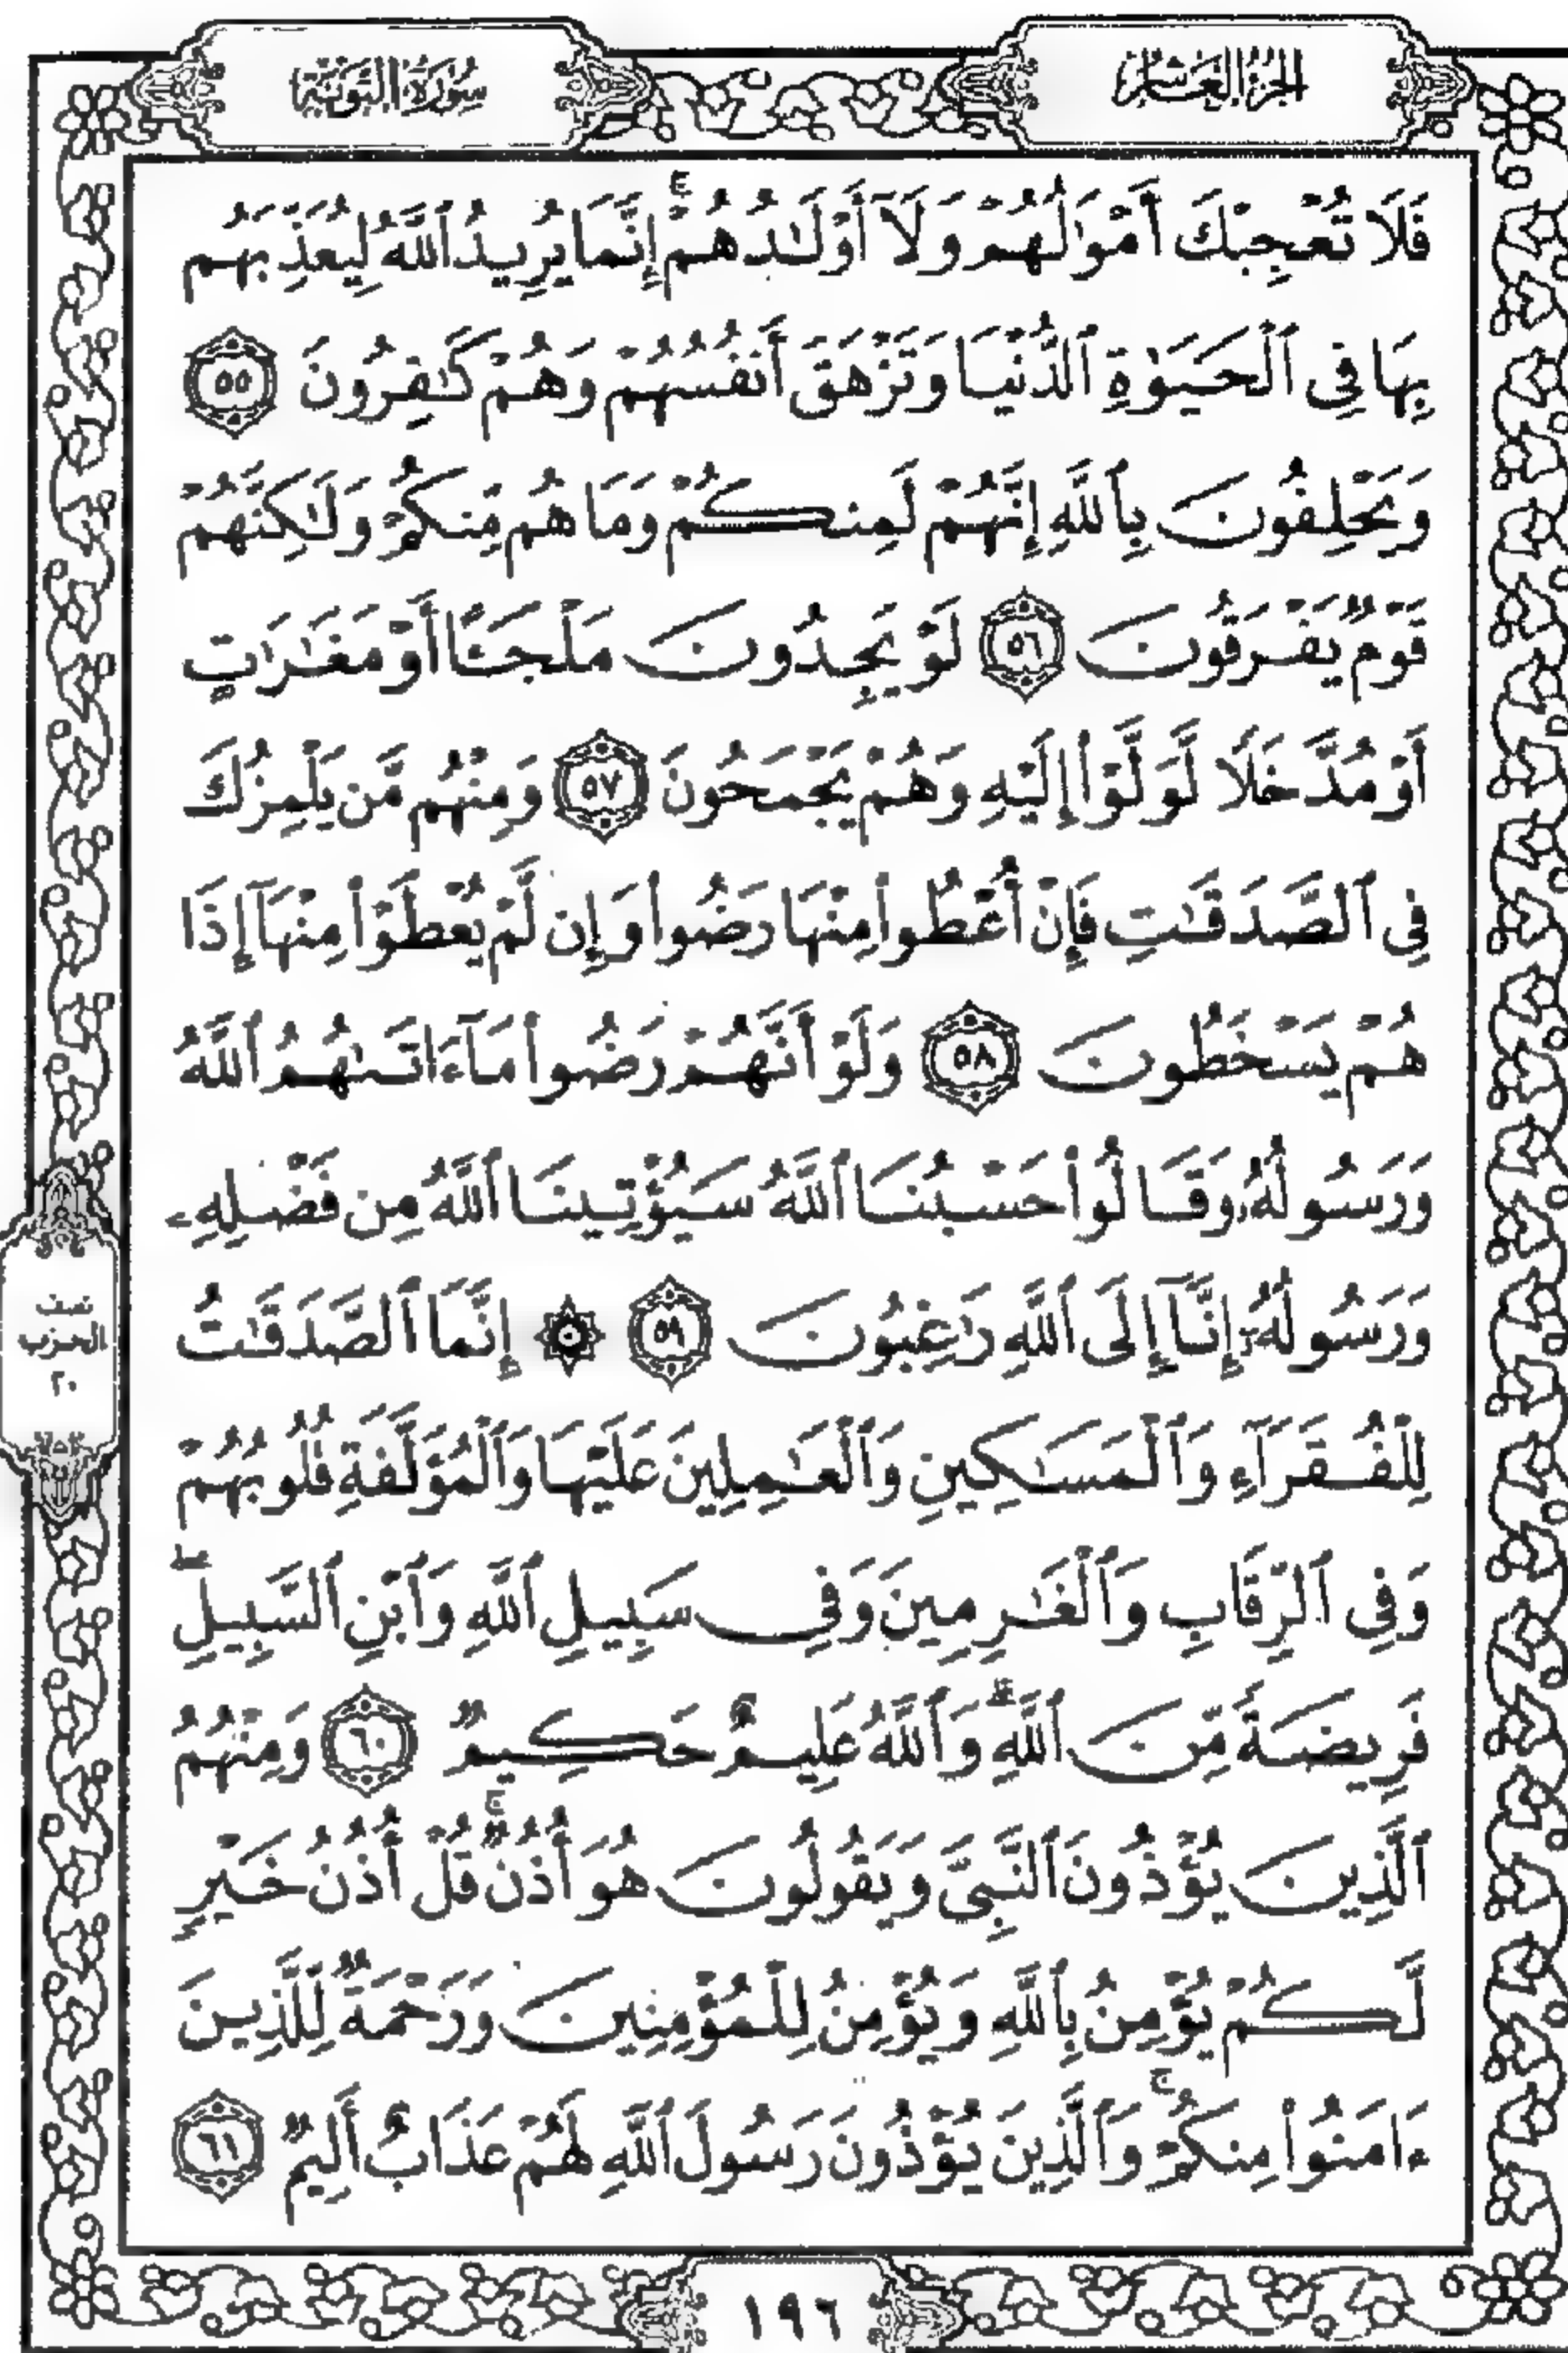 الجزء العاشر
سورة التوبة
فَلَا تُعْجِبْكَ أَمْوَٰلُهُمْ وَلَآ أَوْلَـٰدُهُمْ ۚ إِنَّمَا يُرِيدُ ٱللَّهُ لِيُعَذِّبَهُم
بِهَا فِى ٱلْحَيَوٰةِ ٱلدُّنْيَا وَتَزْهَقَ أَنفُسُهُمْ وَهُمْ كَـٰفِرُونَ ٥٥
وَيَحْلِفُونَ بِٱللَّهِ إِنَّهُمْ لَمِنكُمْ وَمَا هُم مِّنكُمْ وَلَـٰكِنَّهُمْ
قَوْمٌ يَفْرَقُونَ ٥٦ لَوْ يَجِدُونَ مَلْجَـًٔا أَوْ مَغَـٰرَٰتٍ
أَوْ مُدَّخَلًا لَّوَلَّوْا۟ إِلَيْهِ وَهُمْ يَجْمَحُونَ ٥٧ وَمِنْهُم مَّن يَلْمِزُكَ
فِى ٱلصَّدَقَـٰتِ فَإِنْ أُعْطُوا۟ مِنْهَا رَضُوا۟ وَإِن لَّمْ يُعْطَوْا۟ مِنْهَآ إِذَا
هُمْ يَسْخَطُونَ ٥٨ وَلَوْ أَنَّهُمْ رَضُوا۟ مَآ ءَاتَىٰهُمُ ٱللَّهُ
وَرَسُولُهُۥ وَقَالُوا۟ حَسْبُنَا ٱللَّهُ سَيُؤْتِينَا ٱللَّهُ مِن فَضْلِهِۦ
وَرَسُولُهُۥٓ إِنَّآ إِلَى ٱللَّهِ رَٰغِبُونَ ٥٩ ۞ إِنَّمَا ٱلصَّدَقَـٰتُ
لِلْفُقَرَآءِ وَٱلْمَسَـٰكِينِ وَٱلْعَـٰمِلِينَ عَلَيْهَا وَٱلْمُؤَلَّفَةِ قُلُوبُهُمْ
وَفِى ٱلرِّقَابِ وَٱلْغَـٰرِمِينَ وَفِى سَبِيلِ ٱللَّهِ وَٱبْنِ ٱلسَّبِيلِ ۖ
فَرِيضَةً مِّنَ ٱللَّهِ ۗ وَٱللَّهُ عَلِيمٌ حَكِيمٌ ٦٠ وَمِنْهُمُ
ٱلَّذِينَ يُؤْذُونَ ٱلنَّبِىَّ وَيَقُولُونَ هُوَ أُذُنٌ ۚ قُلْ أُذُنُ خَيْرٍ
لَّكُمْ يُؤْمِنُ بِٱللَّهِ وَيُؤْمِنُ لِلْمُؤْمِنِينَ وَرَحْمَةٌ لِّلَّذِينَ
ءَامَنُوا۟ مِنكُمْ ۚ وَٱلَّذِينَ يُؤْذُونَ رَسُولَ ٱللَّهِ لَهُمْ عَذَابٌ أَلِيمٌ ٦١
نصف
الحزب
٢٠
١٩٦